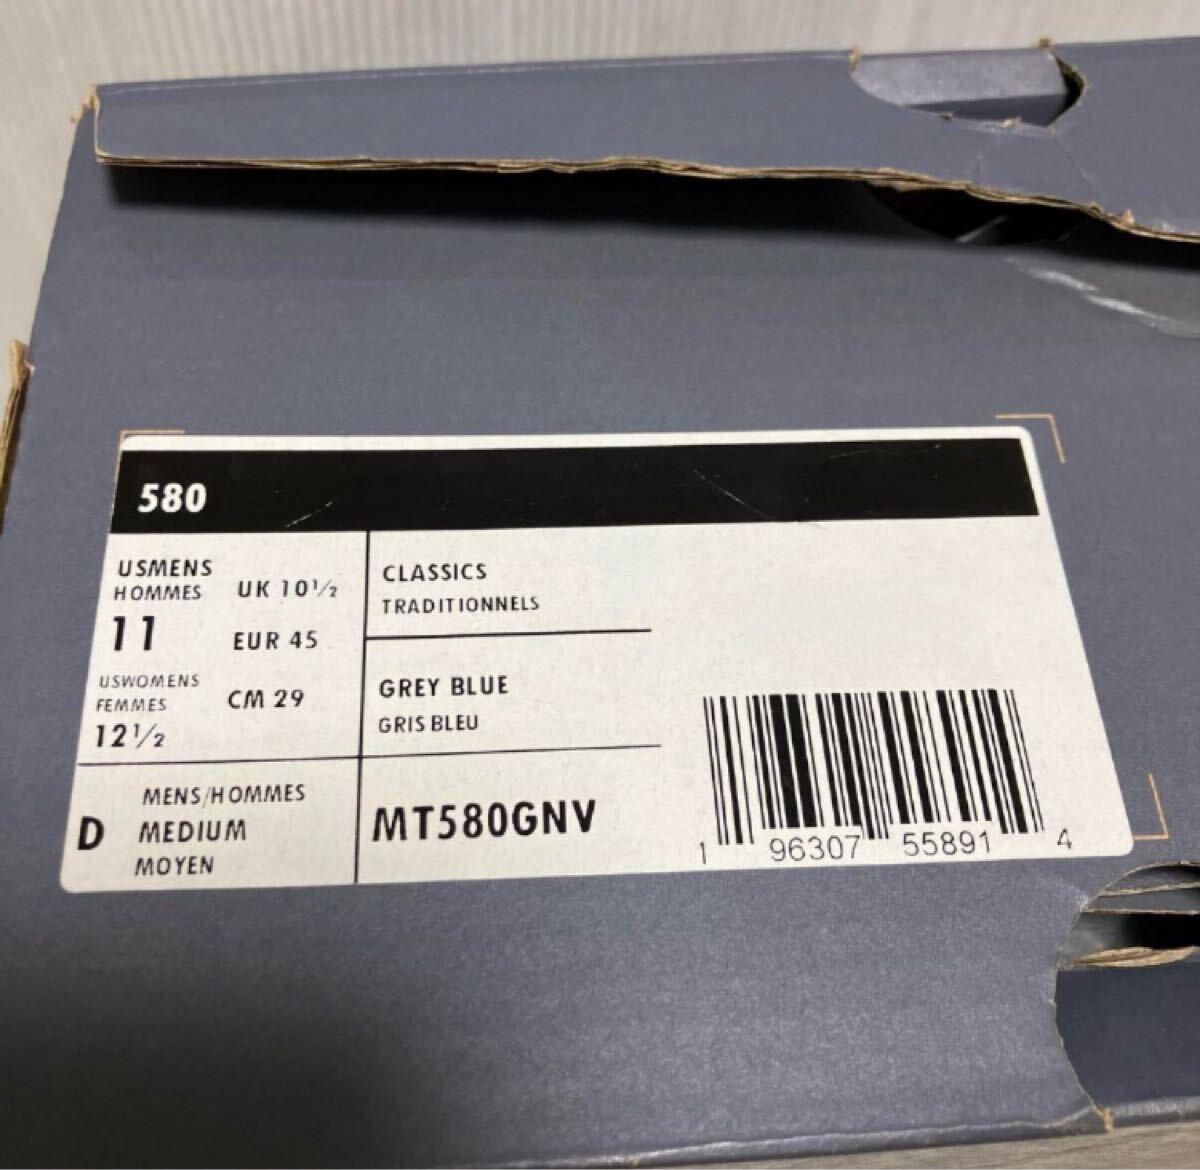 580
USMENS
HOMMES
11
UK 10½
EUR 45
USWOMENS
FEMMES
12½
CM 29
CLASSICS
TRADITIONNELS
GREY BLUE
GRIS BLEU
D
MENS/HOMMES
MEDIUM
MOYEN
MT580GNV
1 96307 55891 4